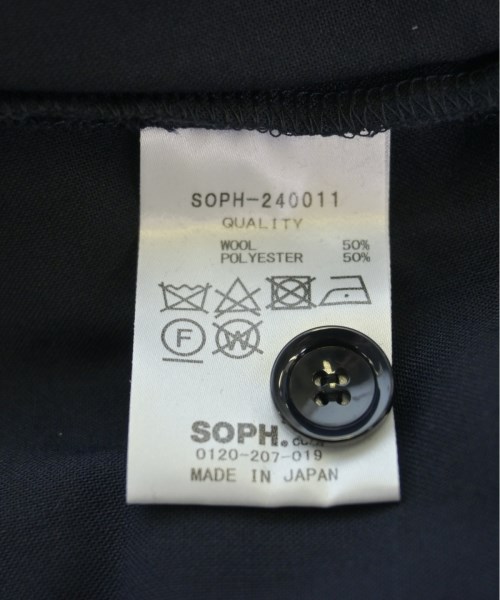 SOPH-240011
QUALITY
WOOL 50%
POLYESTER 50%
F W
SOPH.
0120-207-019
MADE IN JAPAN